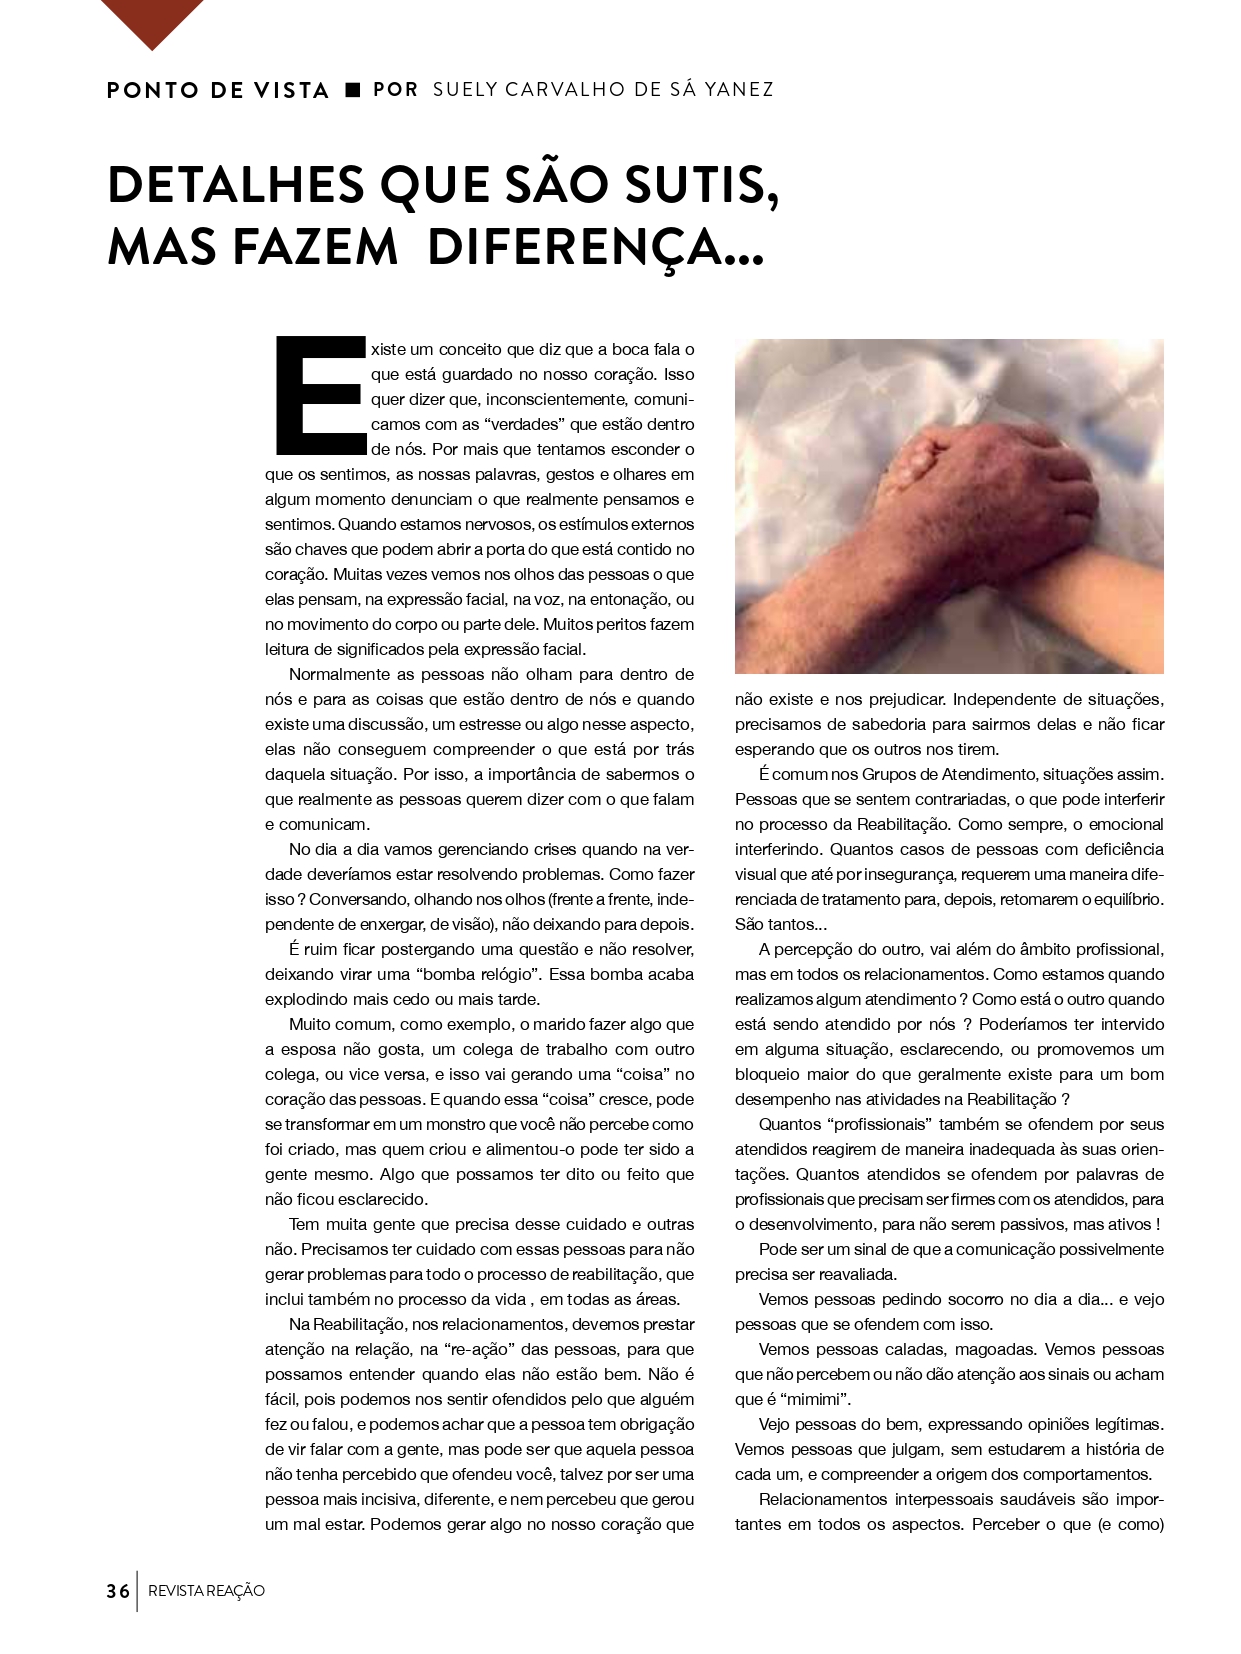 PONTO DE VISTA ■ POR SUELY CARVALHO DE SÁ YANEZ
DETALHES QUE SÃO SUTIS,
MAS FAZEM DIFERENÇA...
Existe um conceito que diz que a boca fala o
que está guardado no nosso coração. Isso
quer dizer que, inconscientemente, comuni-
camos com as “verdades” que estão dentro
de nós. Por mais que tentamos esconder o
que os sentimos, as nossas palavras, gestos e olhares em
algum momento denunciam o que realmente pensamos e
sentimos. Quando estamos nervosos, os estímulos externos
são chaves que podem abrir a porta do que está contido no
coração. Muitas vezes vemos nos olhos das pessoas o que
elas pensam, na expressão facial, na voz, na entonação, ou
no movimento do corpo ou parte dele. Muitos peritos fazem
leitura de significados pela expressão facial.
Normalmente as pessoas não olham para dentro de
nós e para as coisas que estão dentro de nós e quando
existe uma discussão, um estresse ou algo nesse aspecto,
elas não conseguem compreender o que está por trás
daquela situação. Por isso, a importância de sabermos o
que realmente as pessoas querem dizer com o que falam
e comunicam.
No dia a dia vamos gerenciando crises quando na ver-
dade deveríamos estar resolvendo problemas. Como fazer
isso ? Conversando, olhando nos olhos (frente a frente, inde-
pendente de enxergar, de visão), não deixando para depois.
É ruim ficar postergando uma questão e não resolver,
deixando virar uma “bomba relógio”. Essa bomba acaba
explodindo mais cedo ou mais tarde.
Muito comum, como exemplo, o marido fazer algo que
a esposa não gosta, um colega de trabalho com outro
colega, ou vice versa, e isso vai gerando uma “coisa” no
coração das pessoas. E quando essa “coisa” cresce, pode
se transformar em um monstro que você não percebe como
foi criado, mas quem criou e alimentou-o pode ter sido a
gente mesmo. Algo que possamos ter dito ou feito que
não ficou esclarecido.
Tem muita gente que precisa desse cuidado e outras
não. Precisamos ter cuidado com essas pessoas para não
gerar problemas para todo o processo de reabilitação, que
inclui também no processo da vida , em todas as áreas.
Na Reabilitação, nos relacionamentos, devemos prestar
atenção na relação, na “re-ação” das pessoas, para que
possamos entender quando elas não estão bem. Não é
fácil, pois podemos nos sentir ofendidos pelo que alguém
fez ou falou, e podemos achar que a pessoa tem obrigação
de vir falar com a gente, mas pode ser que aquela pessoa
não tenha percebido que ofendeu você, talvez por ser uma
pessoa mais incisiva, diferente, e nem percebeu que gerou
um mal estar. Podemos gerar algo no nosso coração que
não existe e nos prejudicar. Independente de situações,
precisamos de sabedoria para sairmos delas e não ficar
esperando que os outros nos tirem.
É comum nos Grupos de Atendimento, situações assim.
Pessoas que se sentem contrariadas, o que pode interferir
no processo da Reabilitação. Como sempre, o emocional
interferindo. Quantos casos de pessoas com deficiência
visual que até por insegurança, requerem uma maneira dife-
renciada de tratamento para, depois, retomarem o equilíbrio.
São tantos...
A percepção do outro, vai além do âmbito profissional,
mas em todos os relacionamentos. Como estamos quando
realizamos algum atendimento ? Como está o outro quando
está sendo atendido por nós ? Poderíamos ter intervido
em alguma situação, esclarecendo, ou promovemos um
bloqueio maior do que geralmente existe para um bom
desempenho nas atividades na Reabilitação ?
Quantos “profissionais” também se ofendem por seus
atendidos reagirem de maneira inadequada às suas orien-
tações. Quantos atendidos se ofendem por palavras de
profissionais que precisam ser firmes com os atendidos, para
o desenvolvimento, para não serem passivos, mas ativos !
Pode ser um sinal de que a comunicação possivelmente
precisa ser reavaliada.
Vemos pessoas pedindo socorro no dia a dia... e vejo
pessoas que se ofendem com isso.
Vemos pessoas caladas, magoadas. Vemos pessoas
que não percebem ou não dão atenção aos sinais ou acham
que é “mimimi”.
Vejo pessoas do bem, expressando opiniões legítimas.
Vemos pessoas que julgam, sem estudarem a história de
cada um, e compreender a origem dos comportamentos.
Relacionamentos interpessoais saudáveis são impor-
tantes em todos os aspectos. Perceber o que (e como)
36 REVISTA REAÇÃO